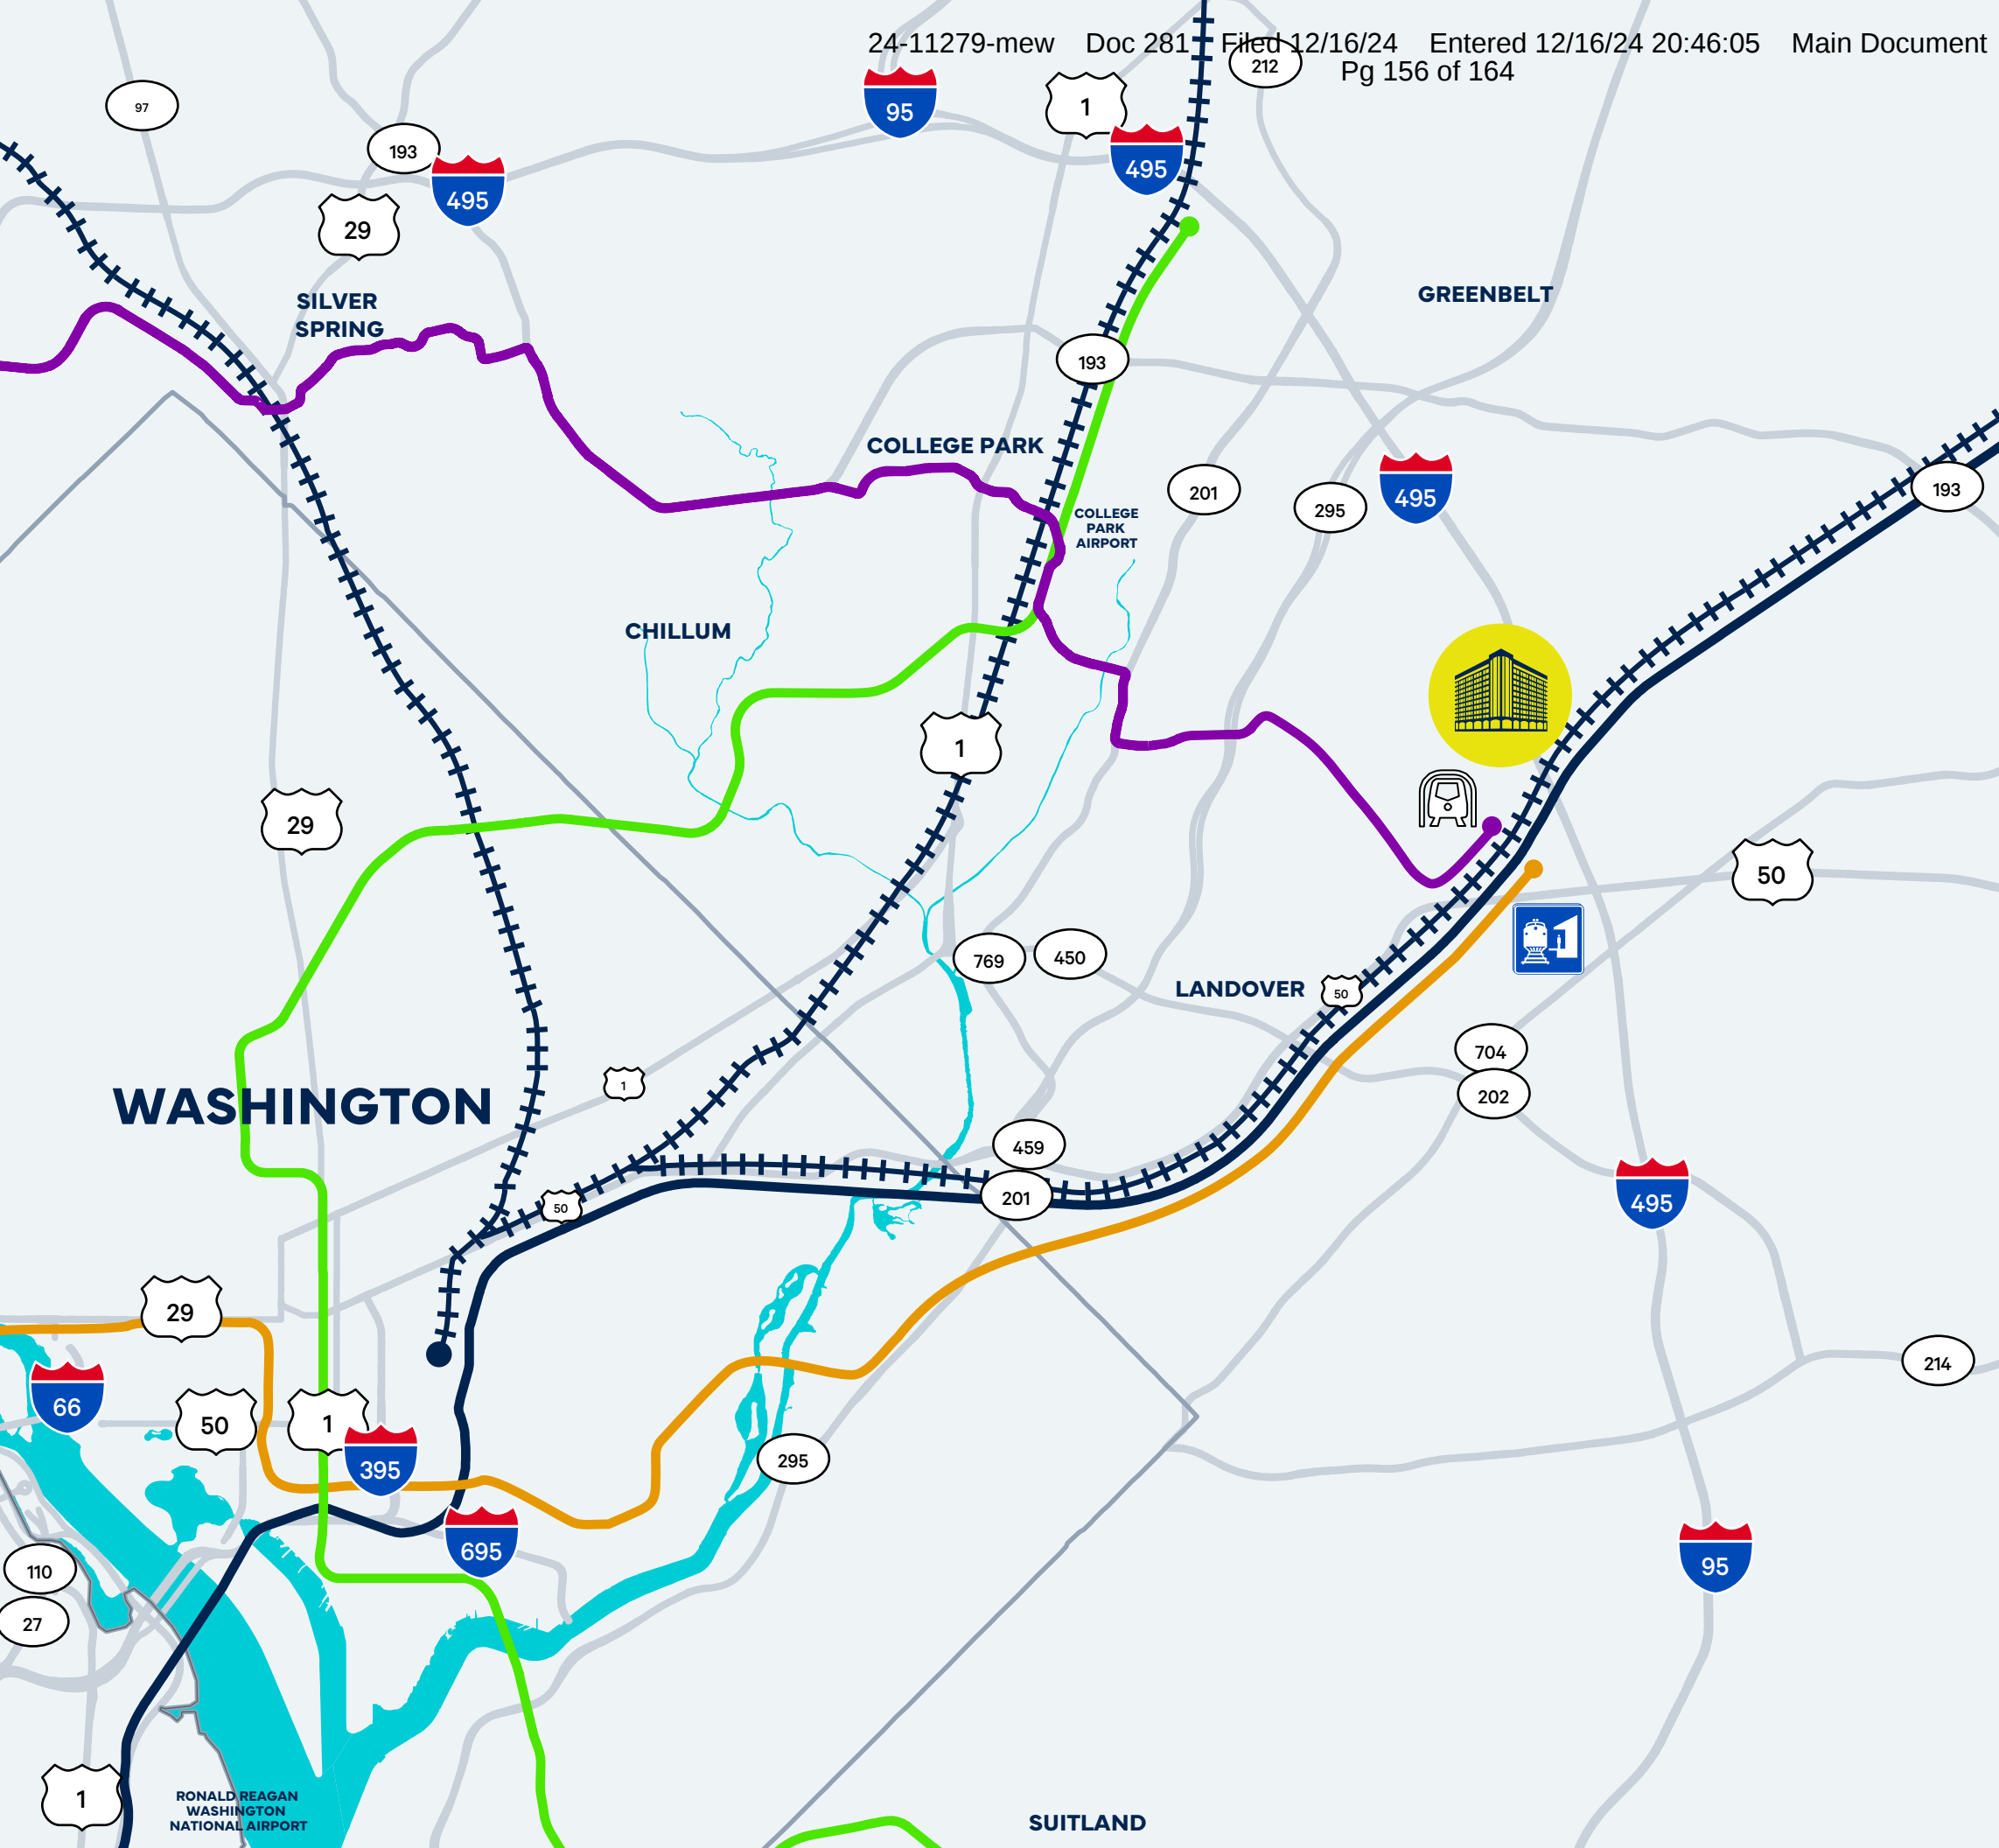 24-11279-mew Doc 281 Filed 12/16/24 Entered 12/16/24 20:46:05 Main Document
Pg 156 of 164
212
95
1
97
495
193
495
29
GREENBELT
SILVER
SPRING
193
COLLEGE PARK
495
193
201
295
COLLEGE
PARK
AIRPORT
CHILLUM
1
29
50
769
450
LANDOVER
50
704
1
202
WASHINGTON
459
201
495
50
29
214
66
50
1
395
295
695
95
110
27
1
RONALD REAGAN
WASHINGTON
NATIONAL AIRPORT
SUITLAND